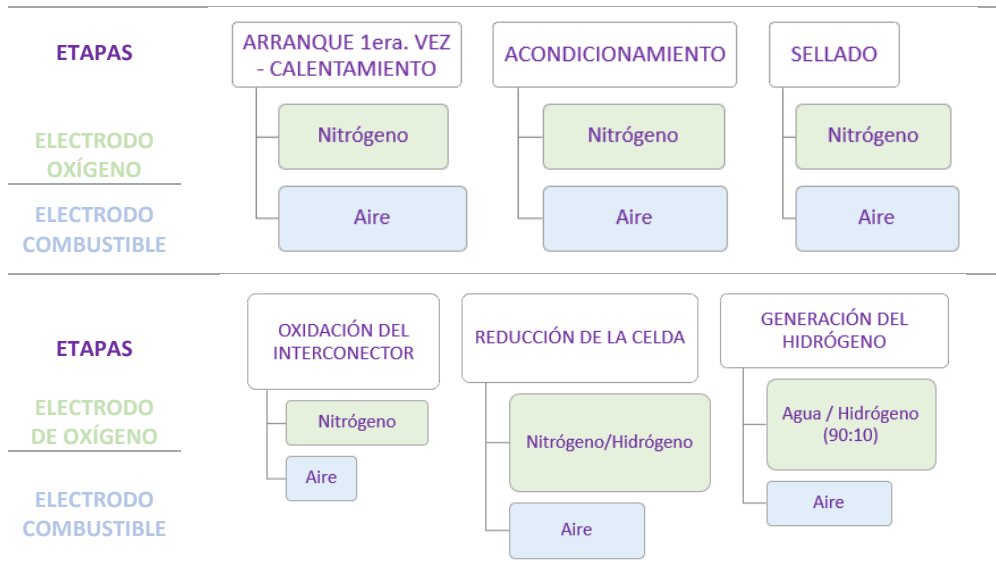 ETAPAS
ARRANQUE 1era. VEZ
- CALENTAMIENTO
ACONDICIONAMIENTO
SELLADO
ELECTRODO
OXÍGENO
Nitrógeno
Nitrógeno
Nitrógeno
ELECTRODO
COMBUSTIBLE
Aire
Aire
Aire
ETAPAS
OXIDACIÓN DEL
INTERCONECTOR
REDUCCIÓN DE LA CELDA
GENERACIÓN DEL
HIDRÓGENO
ELECTRODO
DE OXÍGENO
Nitrógeno
Nitrógeno/Hidrógeno
Agua / Hidrógeno
(90:10)
ELECTRODO
COMBUSTIBLE
Aire
Aire
Aire